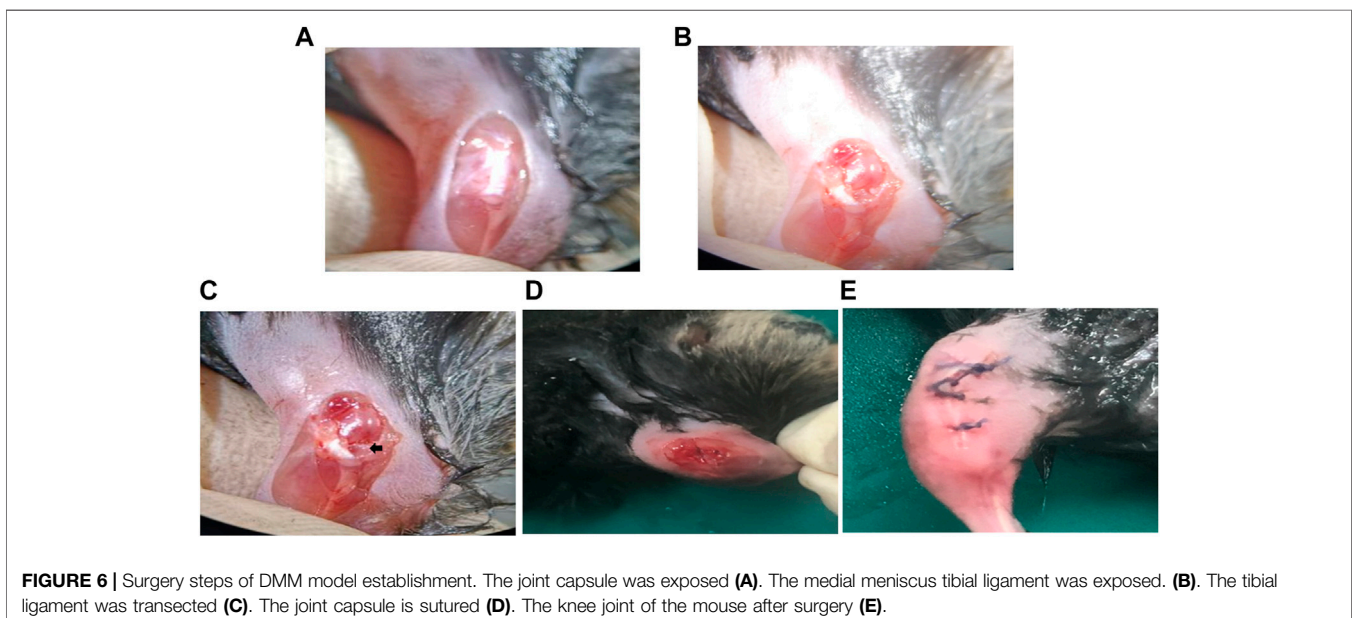 A
B
C
D
E
FIGURE 6 | Surgery steps of DMM model establishment. The joint capsule was exposed (A). The medial meniscus tibial ligament was exposed. (B). The tibial
ligament was transected (C). The joint capsule is sutured (D). The knee joint of the mouse after surgery (E).